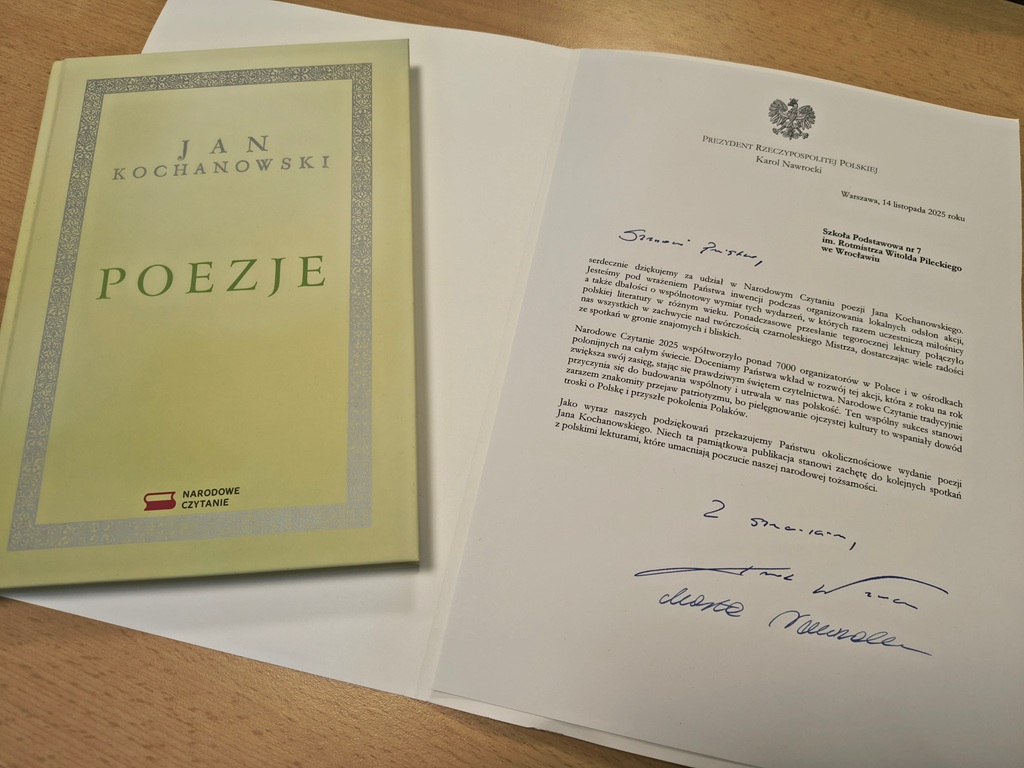 JAN
KOCHANOWSKI
POEZJE
NARODOWE
CZYTANIE
PREZYDENT RZECZYPOSPOLITEJ POLSKIEJ
Karol Nawrocki
Warszawa, 14 listopada 2025 roku
Szkoła Podstawowa nr 7
im. Rotmistrza Witolda Pileckiego
we Wrocławiu
Szanowni Państwo,
serdecznie dziękujemy za udział w Narodowym Czytaniu poezji Jana Kochanowskiego.
Jesteśmy pod wrażeniem Państwa inwencji podczas organizowania lokalnych odsłon akcji,
a także dbałości o wspólnotowy wymiar tych wydarzeń, w których razem uczestniczą miłośnicy
polskiej literatury w różnym wieku. Ponadczasowe przesłanie tegorocznej lektury połączyło
nas wszystkich w zachwycie nad twórczością czarnoleskiego Mistrza, dostarczając wiele radości
ze spotkań w gronie znajomych i bliskich.
Narodowe Czytanie 2025 współtworzyło ponad 7000 organizatorów w Polsce i w ośrodkach
polonijnych na całym świecie. Doceniamy Państwa wkład w rozwój tej akcji, która z roku na rok
zwiększa swój zasięg, stając się prawdziwym świętem czytelnictwa. Narodowe Czytanie tradycyjnie
przyczynia się do budowania wspólnoty i utrwala w nas polskość. Ten wspólny sukces stanowi
zarazem znakomity przejaw patriotyzmu, bo pielęgnowanie ojczystej kultury to wspaniały dowód
troski o Polskę i przyszłe pokolenia Polaków.
Jako wyraz naszych podziękowań przekazujemy Państwu okolicznościowe wydanie poezji
Jana Kochanowskiego. Niech ta pamiątkowa publikacja stanowi zachętę do kolejnych spotkań
z polskimi lekturami, które umacniają poczucie naszej narodowej tożsamości.
Z wyrazami,
Marta Nawrocka